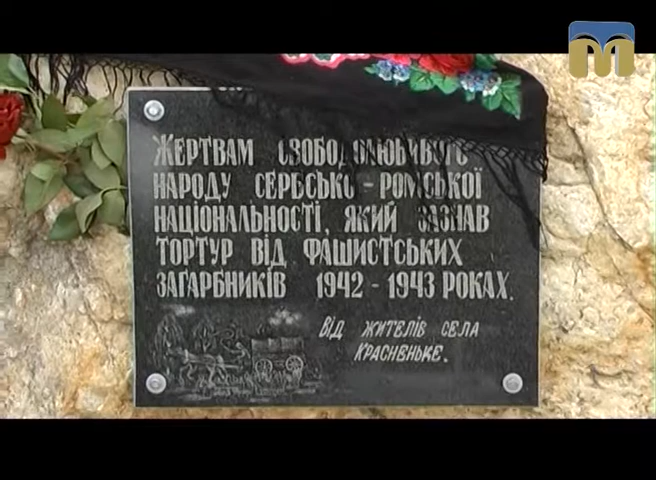 Жертвам свободолюбивого
народу сербсько - ромської
національності, який зазнав
тортур від фашистських
загарбників 1942 - 1943 роках.
від жителів села
Красненьке.